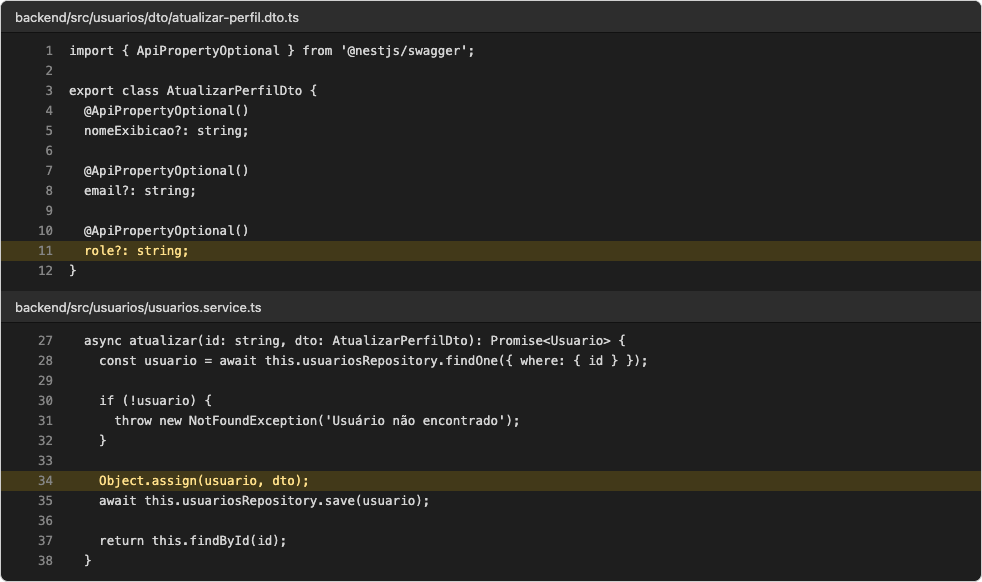 backend/src/usuarios/dto/atualizar-perfil.dto.ts
1 import { ApiPropertyOptional } from '@nestjs/swagger';
2
3 export class AtualizarPerfilDto {
4   @ApiPropertyOptional()
5   nomeExibicao?: string;
6
7   @ApiPropertyOptional()
8   email?: string;
9
10   @ApiPropertyOptional()
11   role?: string;
12 }
backend/src/usuarios/usuarios.service.ts
27   async atualizar(id: string, dto: AtualizarPerfilDto): Promise<Usuario> {
28     const usuario = await this.usuariosRepository.findOne({ where: { id } });
29
30     if (!usuario) {
31       throw new NotFoundException('Usuário não encontrado');
32     }
33
34     Object.assign(usuario, dto);
35     await this.usuariosRepository.save(usuario);
36
37     return this.findById(id);
38   }